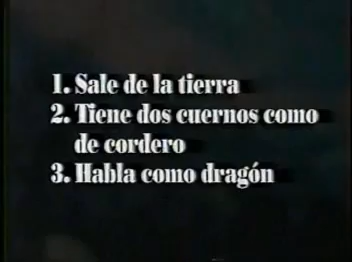 1. Sale de la tierra
2. Tiene dos cuernos como
de cordero
3. Habla como dragón